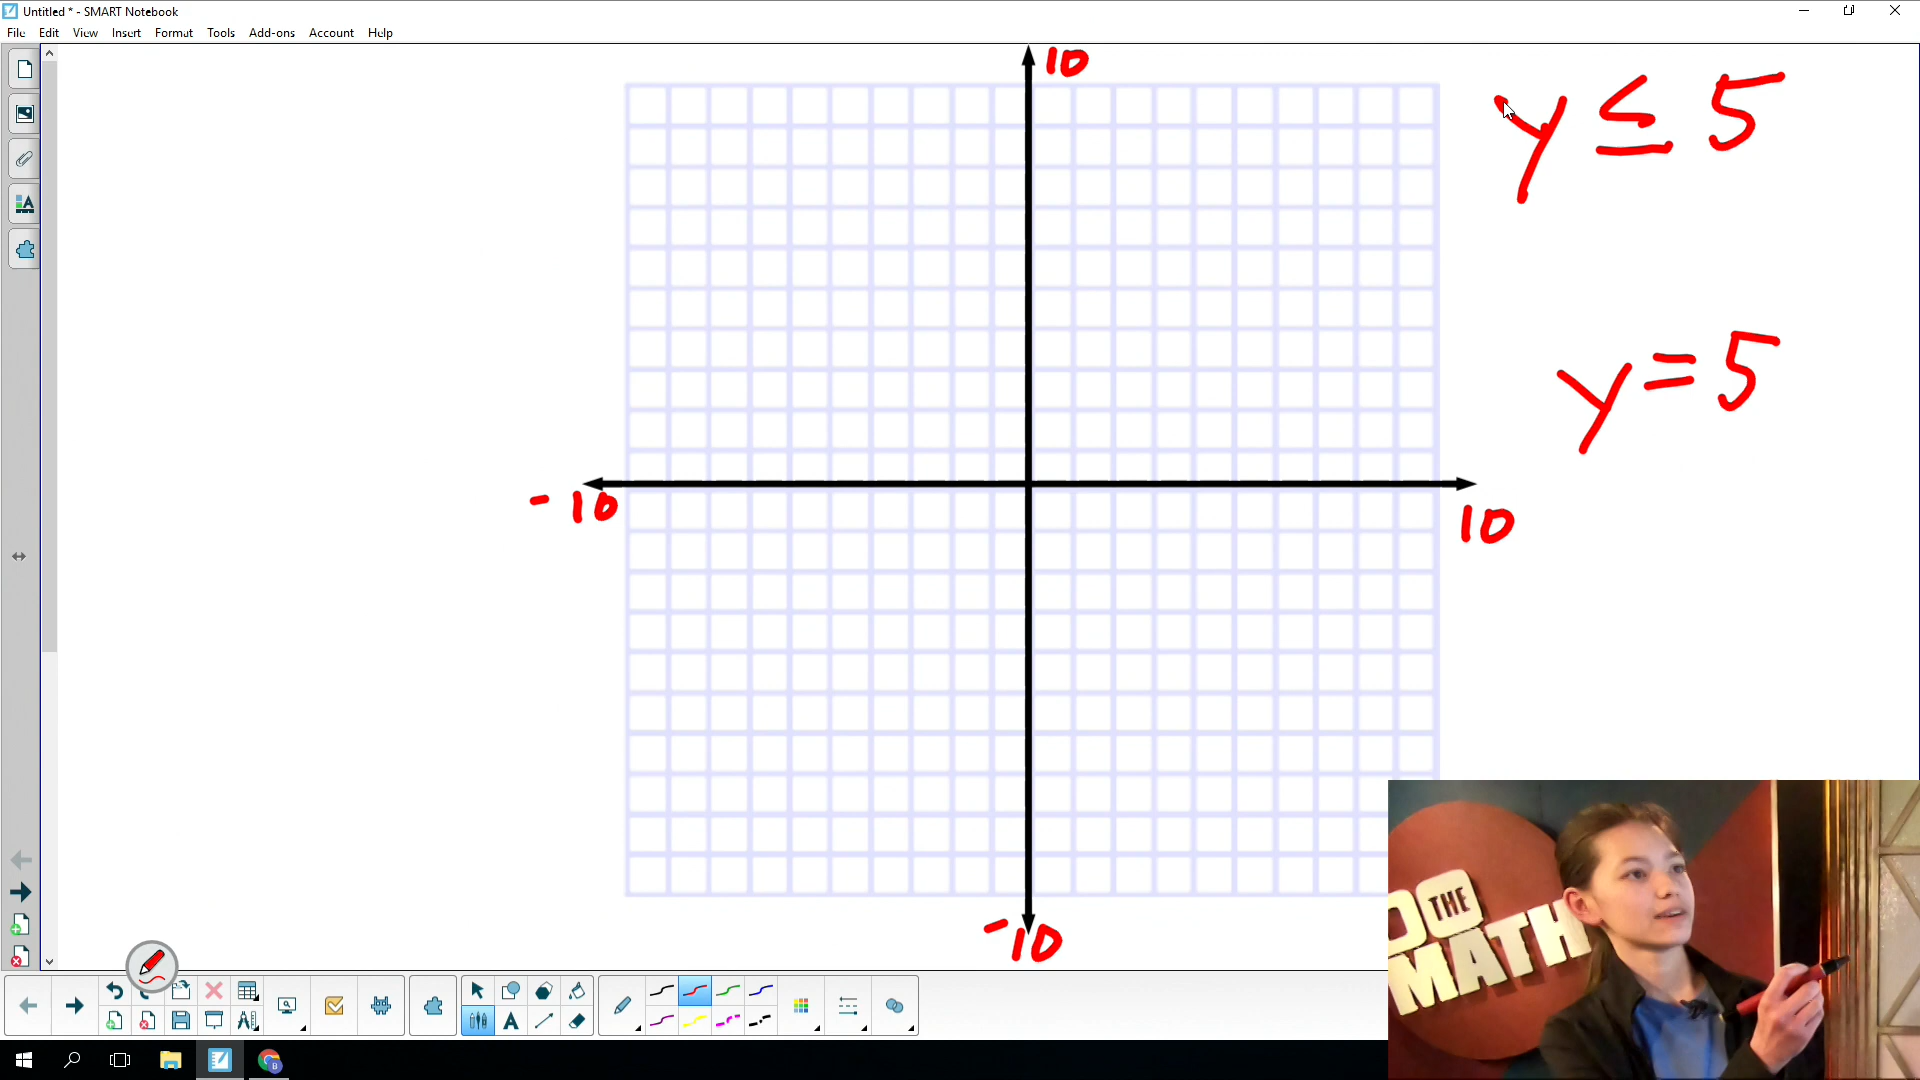 Untitled * - SMART Notebook
File Edit View Insert Format Tools Add-ons Account Help
10
y ≤ 5
y = 5
-10
10
-10
DO THE
MATH